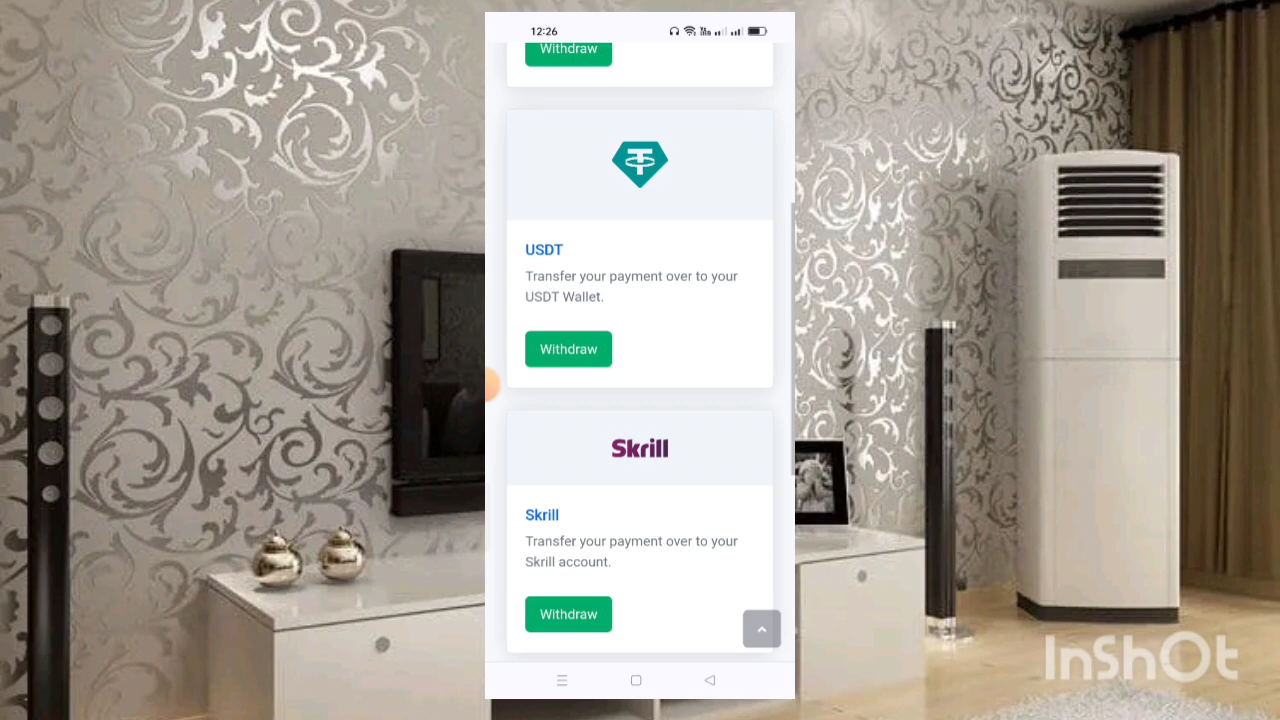 12:26
Withdraw
USDT
Transfer your payment over to your
USDT Wallet.
Withdraw
Skrill
Skrill
Transfer your payment over to your
Skrill account.
Withdraw
InShOt